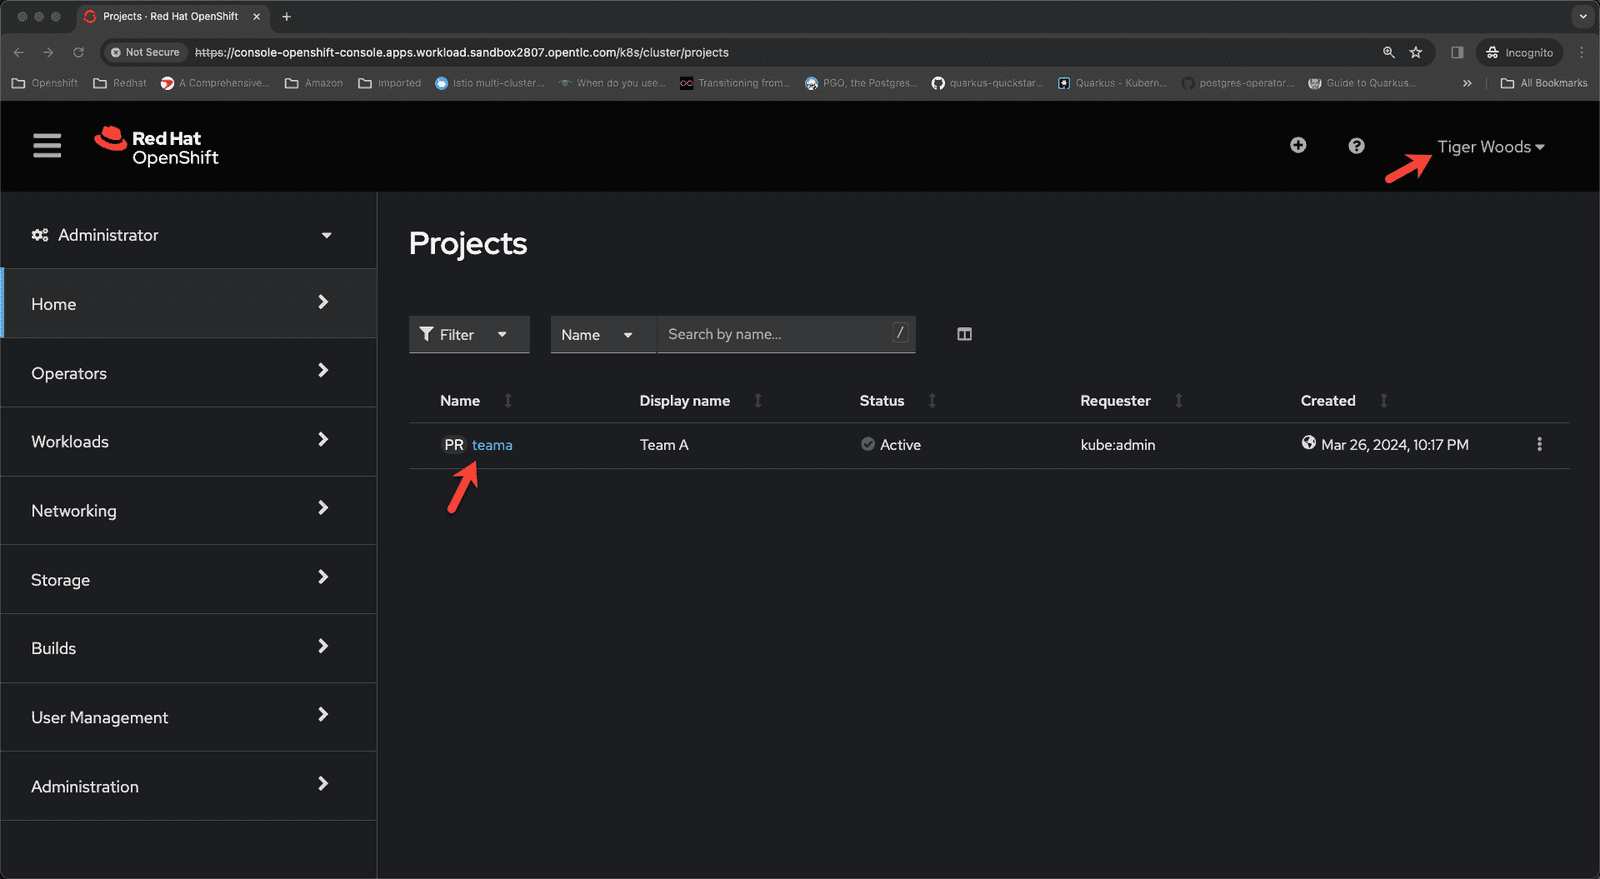 Projects · Red Hat OpenShift
Not Secure https://console-openshift-console.apps.workload.sandbox2807.opentlc.com/k8s/cluster/projects Incognito
Openshift Redhat A Comprehensive... Amazon Imported Istio multi-cluster... When do you use... Transitioning from... PGO, the Postgres... quarkus-quickstar... Quarkus - Kubern... postgres-operator... Guide to Quarkus... » All Bookmarks
Red Hat
OpenShift
Tiger Woods
Administrator
Home
Operators
Workloads
Networking
Storage
Builds
User Management
Administration
Projects
Filter Name Search by name... /
Name Display name Status Requester Created
PR teama Team A Active kube:admin Mar 26, 2024, 10:17 PM